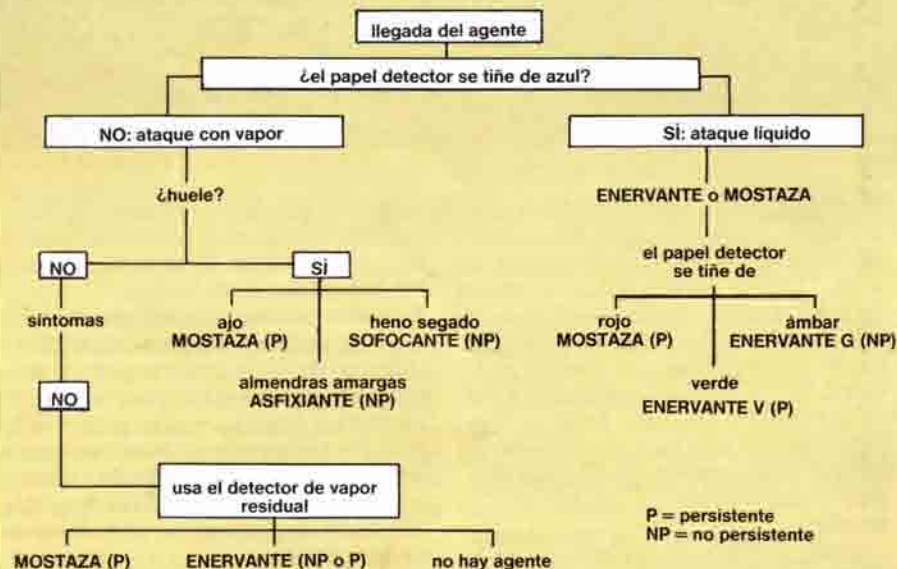 llegada del agente
¿el papel detector se tiñe de azul?
NO: ataque con vapor
SÌ: ataque líquido
¿huele?
ENERVANTE o MOSTAZA
NO
SÌ
el papel detector
se tiñe de
síntomas
ajo
MOSTAZA (P)
heno segado
SOFOCANTE (NP)
almendras amargas
ASFIXIANTE (NP)
rojo
MOSTAZA (P)
ámbar
ENERVANTE G (NP)
verde
ENERVANTE V (P)
NO
usa el detector de vapor
residual
MOSTAZA (P)
ENERVANTE (NP o P)
no hay agente
P = persistente
NP = no persistente